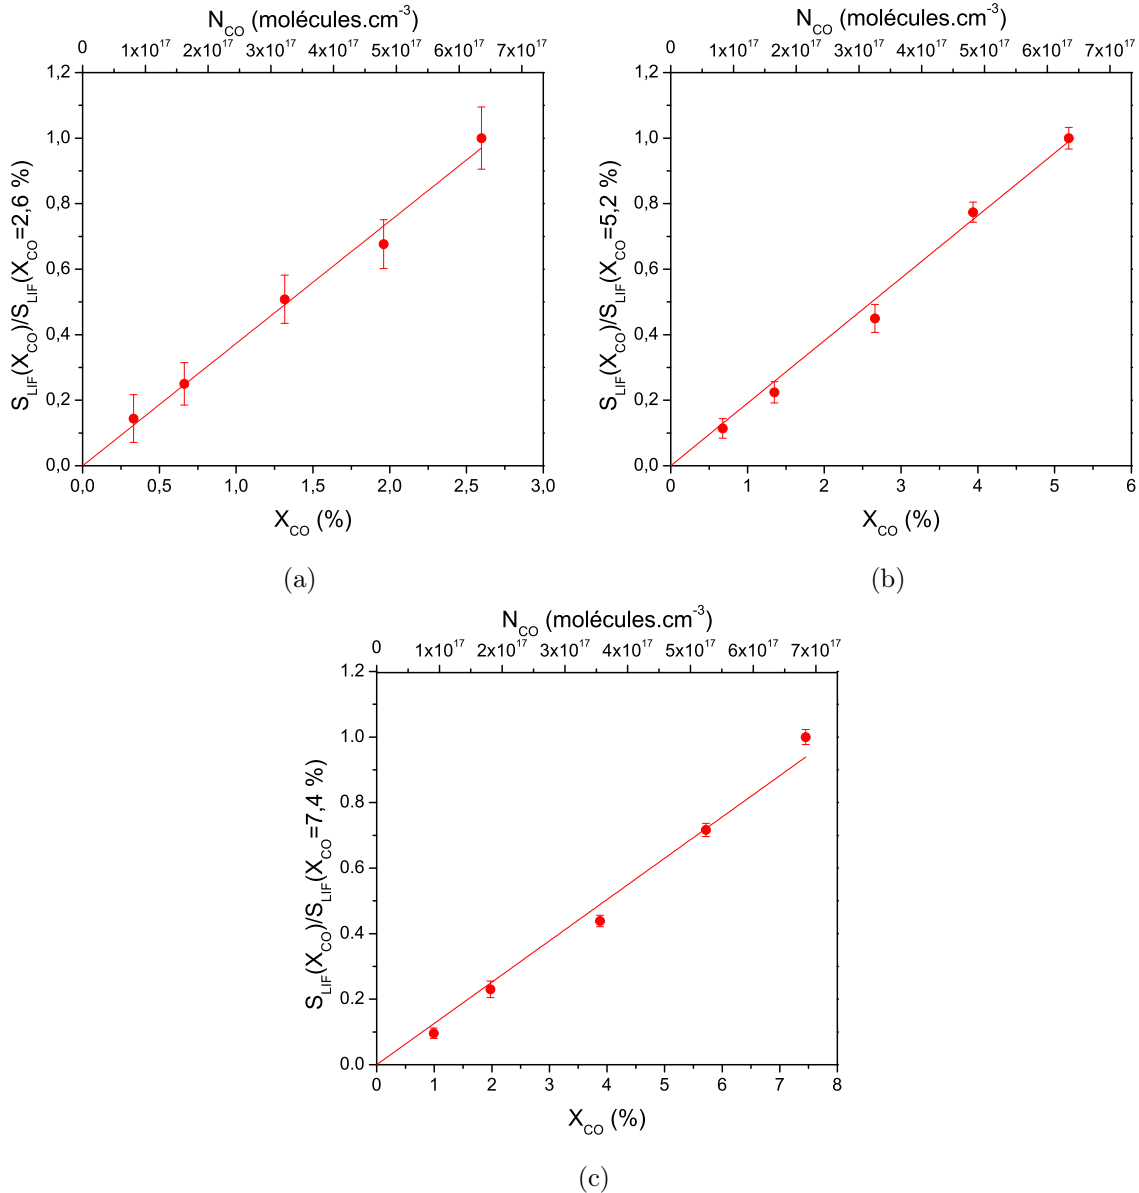 N_CO (molécules.cm^-3)
0 1x10^17 2x10^17 3x10^17 4x10^17 5x10^17 6x10^17 7x10^17
1,2
1,0
0,8
0,6
0,4
0,2
0,0
S_LIF(X_CO)/S_LIF(X_CO=2,6 %)
0,0 0,5 1,0 1,5 2,0 2,5 3,0
X_CO (%)
(a)
N_CO (molécules.cm^-3)
0 1x10^17 2x10^17 3x10^17 4x10^17 5x10^17 6x10^17 7x10^17
1,2
1,0
0,8
0,6
0,4
0,2
0,0
S_LIF(X_CO)/S_LIF(X_CO=5,2 %)
0 1 2 3 4 5 6
X_CO (%)
(b)
N_CO (molécules.cm^-3)
0 1x10^17 2x10^17 3x10^17 4x10^17 5x10^17 6x10^17 7x10^17
1.2
1.0
0.8
0.6
0.4
0.2
0.0
S_LIF(X_CO)/S_LIF(X_CO=7,4 %)
0 1 2 3 4 5 6 7 8
X_CO (%)
(c)